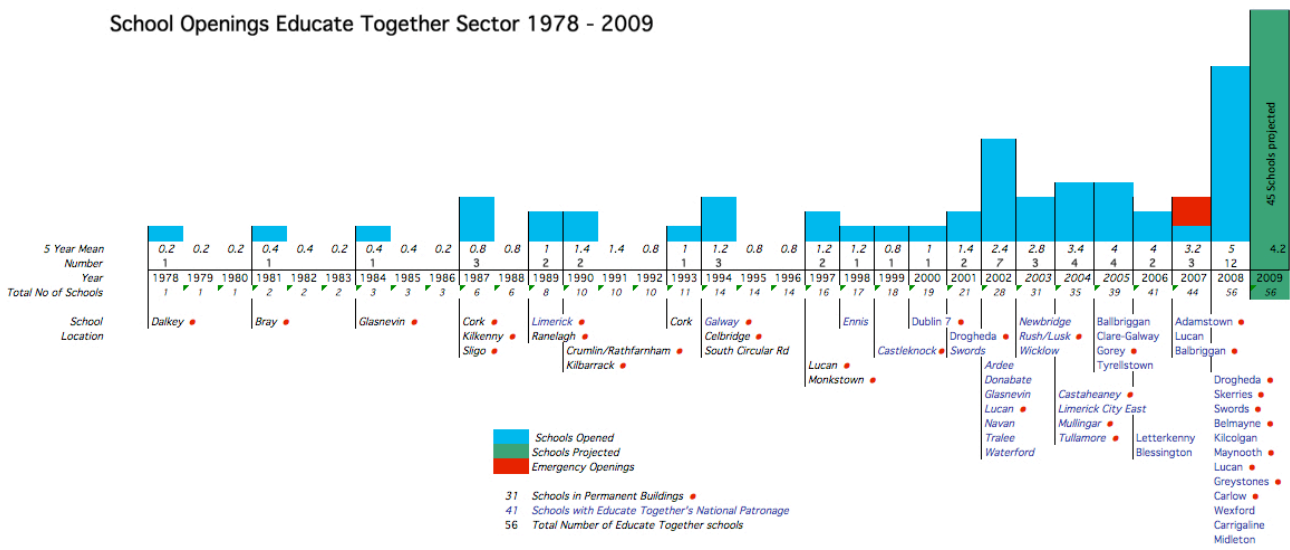 School Openings Educate Together Sector 1978 - 2009
45 Schools projected
5 Year Mean 0.2 0.2 0.2 0.4 0.4 0.2 0.4 0.4 0.2 0.8 0.8 1 1.4 1.4 0.8 1 1.2 0.8 0.8 1.2 1.2 0.8 1 1.4 2.4 2.8 3.4 4 4 3.2 5 4.2
Number 1 1 1 3 2 2 1 3 2 1 1 1 2 7 3 4 4 2 3 12
Year 1978 1979 1980 1981 1982 1983 1984 1985 1986 1987 1988 1989 1990 1991 1992 1993 1994 1995 1996 1997 1998 1999 2000 2001 2002 2003 2004 2005 2006 2007 2008 2009
Total No of Schools 1 1 1 2 2 2 3 3 3 6 6 8 10 10 10 11 14 14 14 16 17 18 19 21 28 31 35 39 41 44 56 56
School Dalkey Bray Glasnevin Cork Limerick Cork Galway Ennis Dublin 7 Newbridge Ballbriggan Adamstown
Location Kilkenny Ranelagh Celbridge Drogheda Rush/Lusk Clare-Galway Lucan
Sligo Crumlin/Rathfarnham South Circular Rd Castleknock Swords Wicklow Gorey Balbriggan
Kilbarrack Lucan Ardee Tyrellstown
Monkstown Donabate Drogheda
Glasnevin Castaheaney Skerries
Lucan Limerick City East Swords
Navan Mullingar Belmayne
Schools Opened Tralee Tullamore Letterkenny Kilcolgan
Schools Projected Waterford Blessington Maynooth
Emergency Openings Lucan
Greystones
31 Schools in Permanent Buildings Carlow
41 Schools with Educate Together's National Patronage Wexford
56 Total Number of Educate Together schools Carrigaline
Midleton